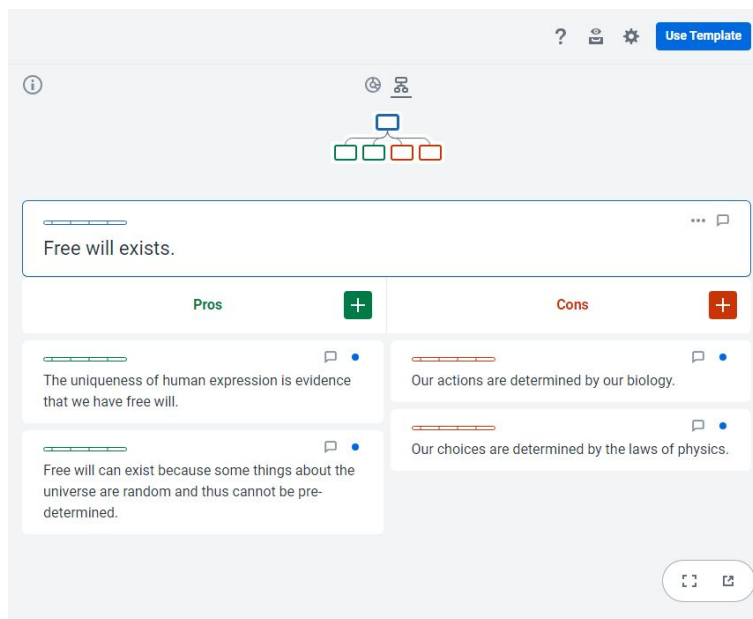 Use Template
Free will exists.
Pros
Cons
The uniqueness of human expression is evidence
that we have free will.
Free will can exist because some things about the
universe are random and thus cannot be pre-
determined.
Our actions are determined by our biology.
Our choices are determined by the laws of physics.